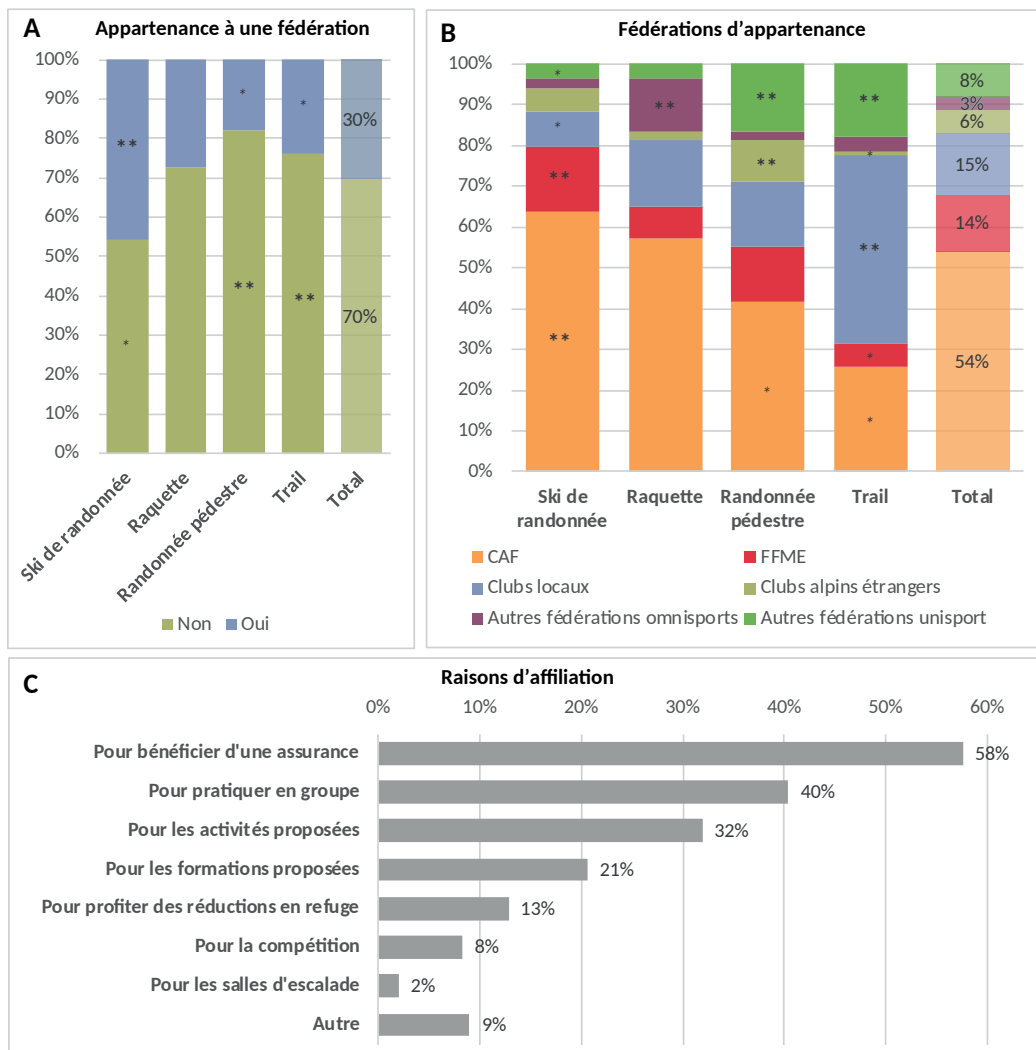 A
Appartenance à une fédération
100%
90%
80%
70%
60%
50%
40%
30%
20%
10%
0%
*
*
**
30%
**
**
*
70%
Ski de randonnée
Raquette
Randonnée pédestre
Trail
Total
Non
Oui
B
Fédérations d'appartenance
100%
90%
80%
70%
60%
50%
40%
30%
20%
10%
0%
*
*
**
**
**
**
**
*
**
*
**
*
*
8%
3%
6%
15%
14%
54%
Ski de
randonnée
Raquette
Randonnée
pédestre
Trail
Total
CAF
FFME
Clubs locaux
Clubs alpins étrangers
Autres fédérations omnisports
Autres fédérations unisport
C
Raisons d'affiliation
0%
10%
20%
30%
40%
50%
60%
Pour bénéficier d'une assurance 58%
Pour pratiquer en groupe 40%
Pour les activités proposées 32%
Pour les formations proposées 21%
Pour profiter des réductions en refuge 13%
Pour la compétition 8%
Pour les salles d'escalade 2%
Autre 9%